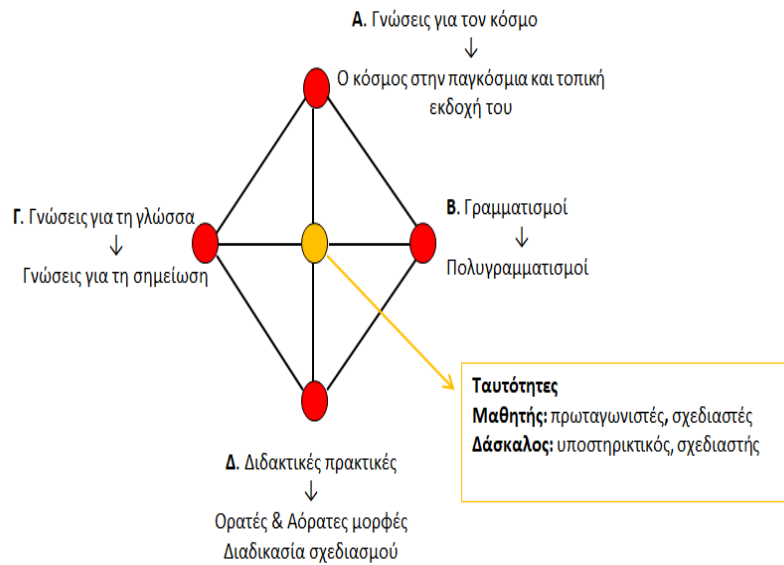 Α. Γνώσεις για τον κόσμο
Ο κόσμος στην παγκόσμια και τοπική
εκδοχή του
Γ. Γνώσεις για τη γλώσσα
Γνώσεις για τη σημείωση
Β. Γραμματισμοί
Πολυγραμματισμοί
Ταυτότητες
Μαθητής: πρωταγωνιστές, σχεδιαστές
Δάσκαλος: υποστηρικτικός, σχεδιαστής
Δ. Διδακτικές πρακτικές
Ορατές & Αόρατες μορφές
Διαδικασία σχεδιασμού